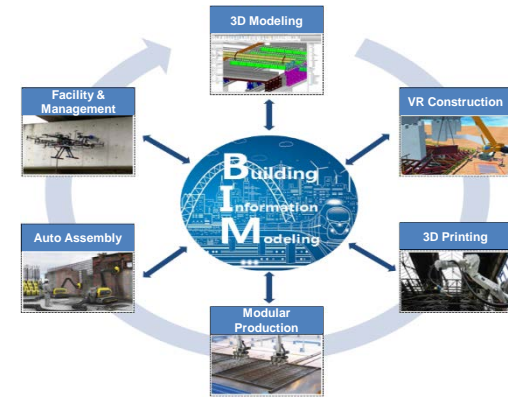 3D Modeling
Facility &
Management
VR Construction
Building
Information
Modeling
Auto Assembly
3D Printing
Modular
Production